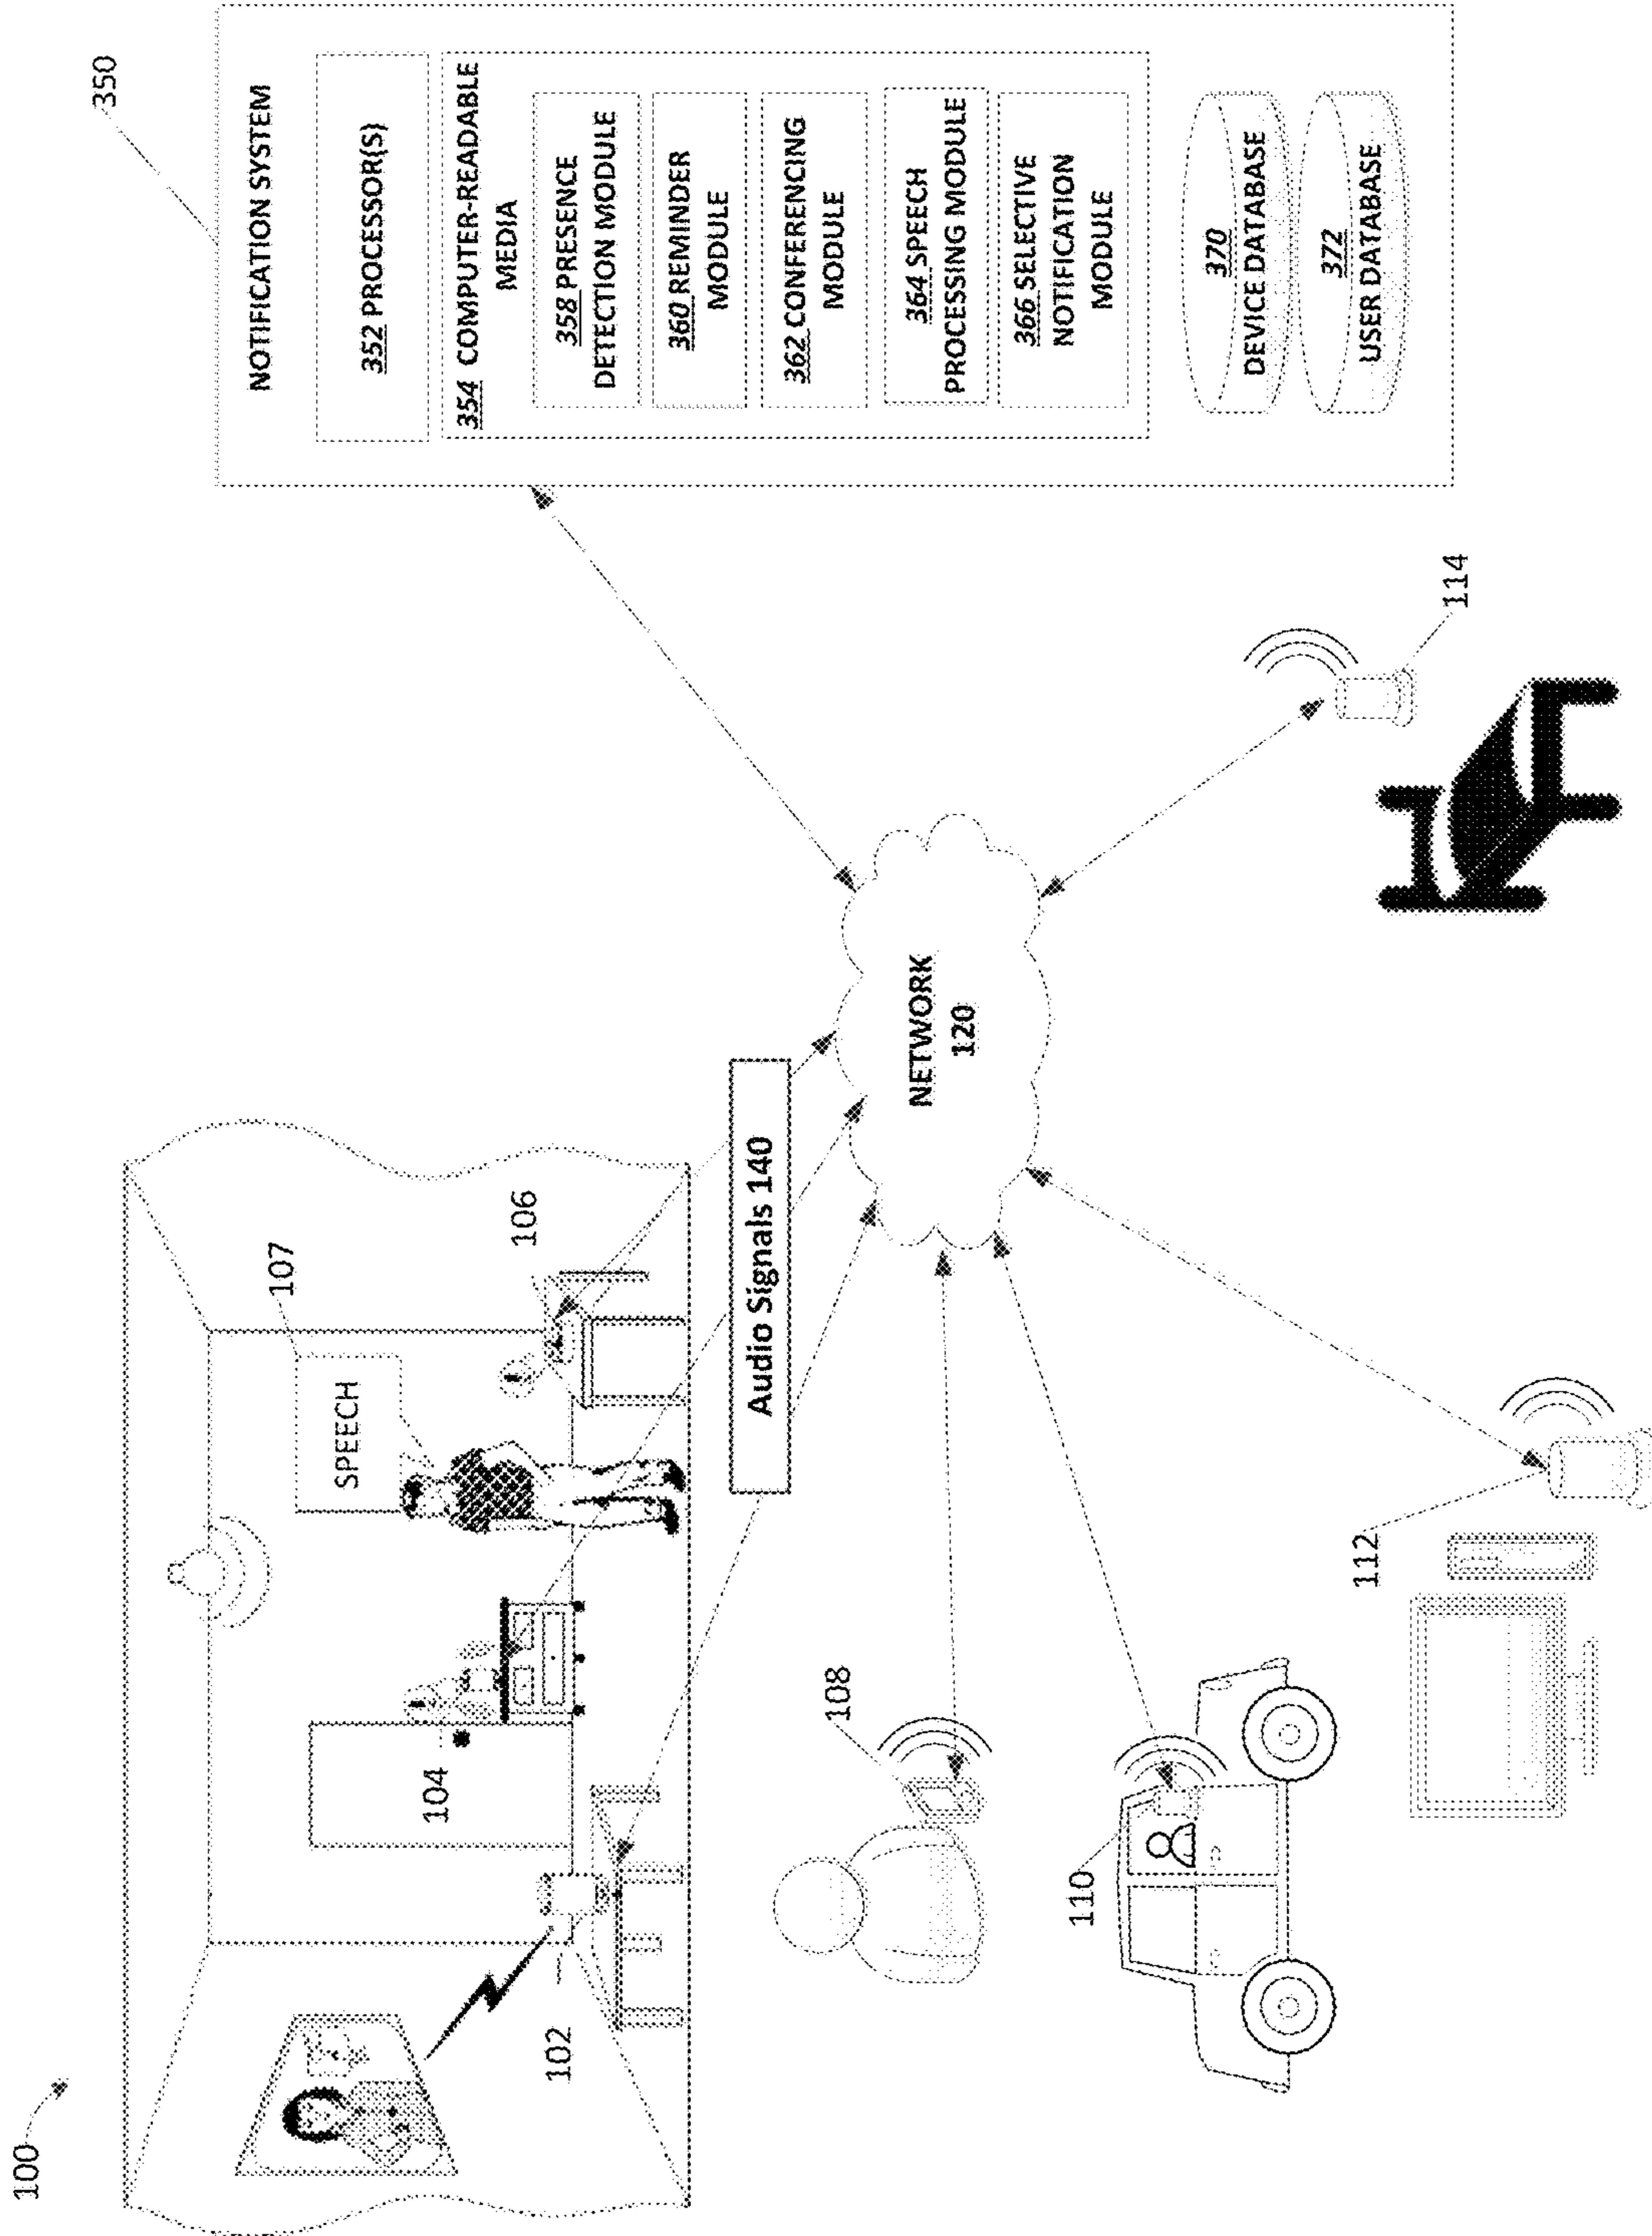 100
107
SPEECH
106
104
102
Audio Signals 140
108
110
112
114
NETWORK
120
350
NOTIFICATION SYSTEM
352 PROCESSOR(S)
354 COMPUTER-READABLE
MEDIA
358 PRESENCE
DETECTION MODULE
360 REMINDER
MODULE
362 CONFERENCING
MODULE
364 SPEECH
PROCESSING MODULE
366 SELECTIVE
NOTIFICATION
MODULE
370
DEVICE DATABASE
372
USER DATABASE